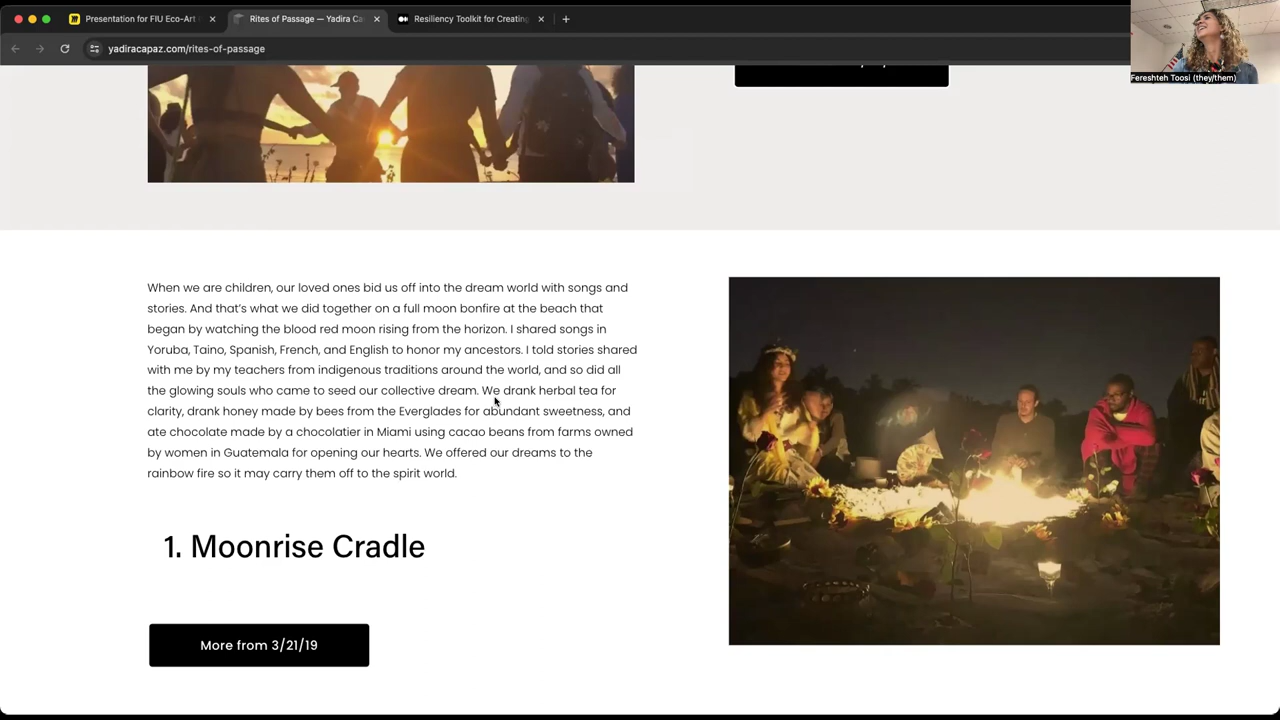 Presentation for FIU Eco-Art
Rites of Passage — Yadira Ca
Resiliency Toolkit for Creating
yadiracapaz.com/rites-of-passage
Fereshteh Toosi (they/them)
When we are children, our loved ones bid us off into the dream world with songs and
stories. And that's what we did together on a full moon bonfire at the beach that
began by watching the blood red moon rising from the horizon. I shared songs in
Yoruba, Taino, Spanish, French, and English to honor my ancestors. I told stories shared
with me by my teachers from indigenous traditions around the world, and so did all
the glowing souls who came to seed our collective dream. We drank herbal tea for
clarity, drank honey made by bees from the Everglades for abundant sweetness, and
ate chocolate made by a chocolatier in Miami using cacao beans from farms owned
by women in Guatemala for opening our hearts. We offered our dreams to the
rainbow fire so it may carry them off to the spirit world.
1. Moonrise Cradle
More from 3/21/19